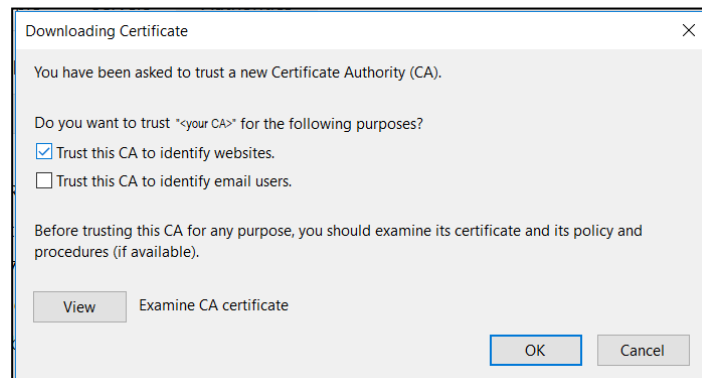 Downloading Certificate
You have been asked to trust a new Certificate Authority (CA).
Do you want to trust "<your CA>" for the following purposes?
Trust this CA to identify websites.
Trust this CA to identify email users.
Before trusting this CA for any purpose, you should examine its certificate and its policy and
procedures (if available).
View Examine CA certificate
OK Cancel